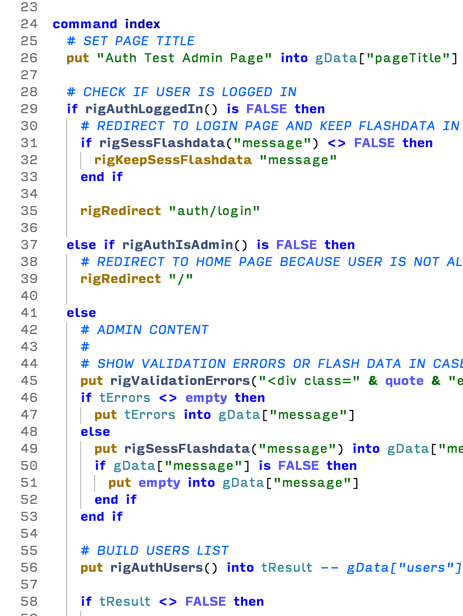 23
24 command index
25 # SET PAGE TITLE
26 put "Auth Test Admin Page" into gData["pageTitle"]
27
28 # CHECK IF USER IS LOGGED IN
29 if rigAuthLoggedIn() is FALSE then
30 # REDIRECT TO LOGIN PAGE AND KEEP FLASHDATA IN
31 if rigSessFlashdata("message") <> FALSE then
32 rigKeepSessFlashdata "message"
33 end if
34
35 rigRedirect "auth/login"
36
37 else if rigAuthIsAdmin() is FALSE then
38 # REDIRECT TO HOME PAGE BECAUSE USER IS NOT AL
39 rigRedirect "/"
40
41 else
42 # ADMIN CONTENT
43 #
44 # SHOW VALIDATION ERRORS OR FLASH DATA IN CASE
45 put rigValidationErrors("<div class=" & quote & "e
46 if tErrors <> empty then
47 put tErrors into gData["message"]
48 else
49 put rigSessFlashdata("message") into gData["me
50 if gData["message"] is FALSE then
51 put empty into gData["message"]
52 end if
53 end if
54
55 # BUILD USERS LIST
56 put rigAuthUsers() into tResult -- gData["users"]
57
58 if tResult <> FALSE then